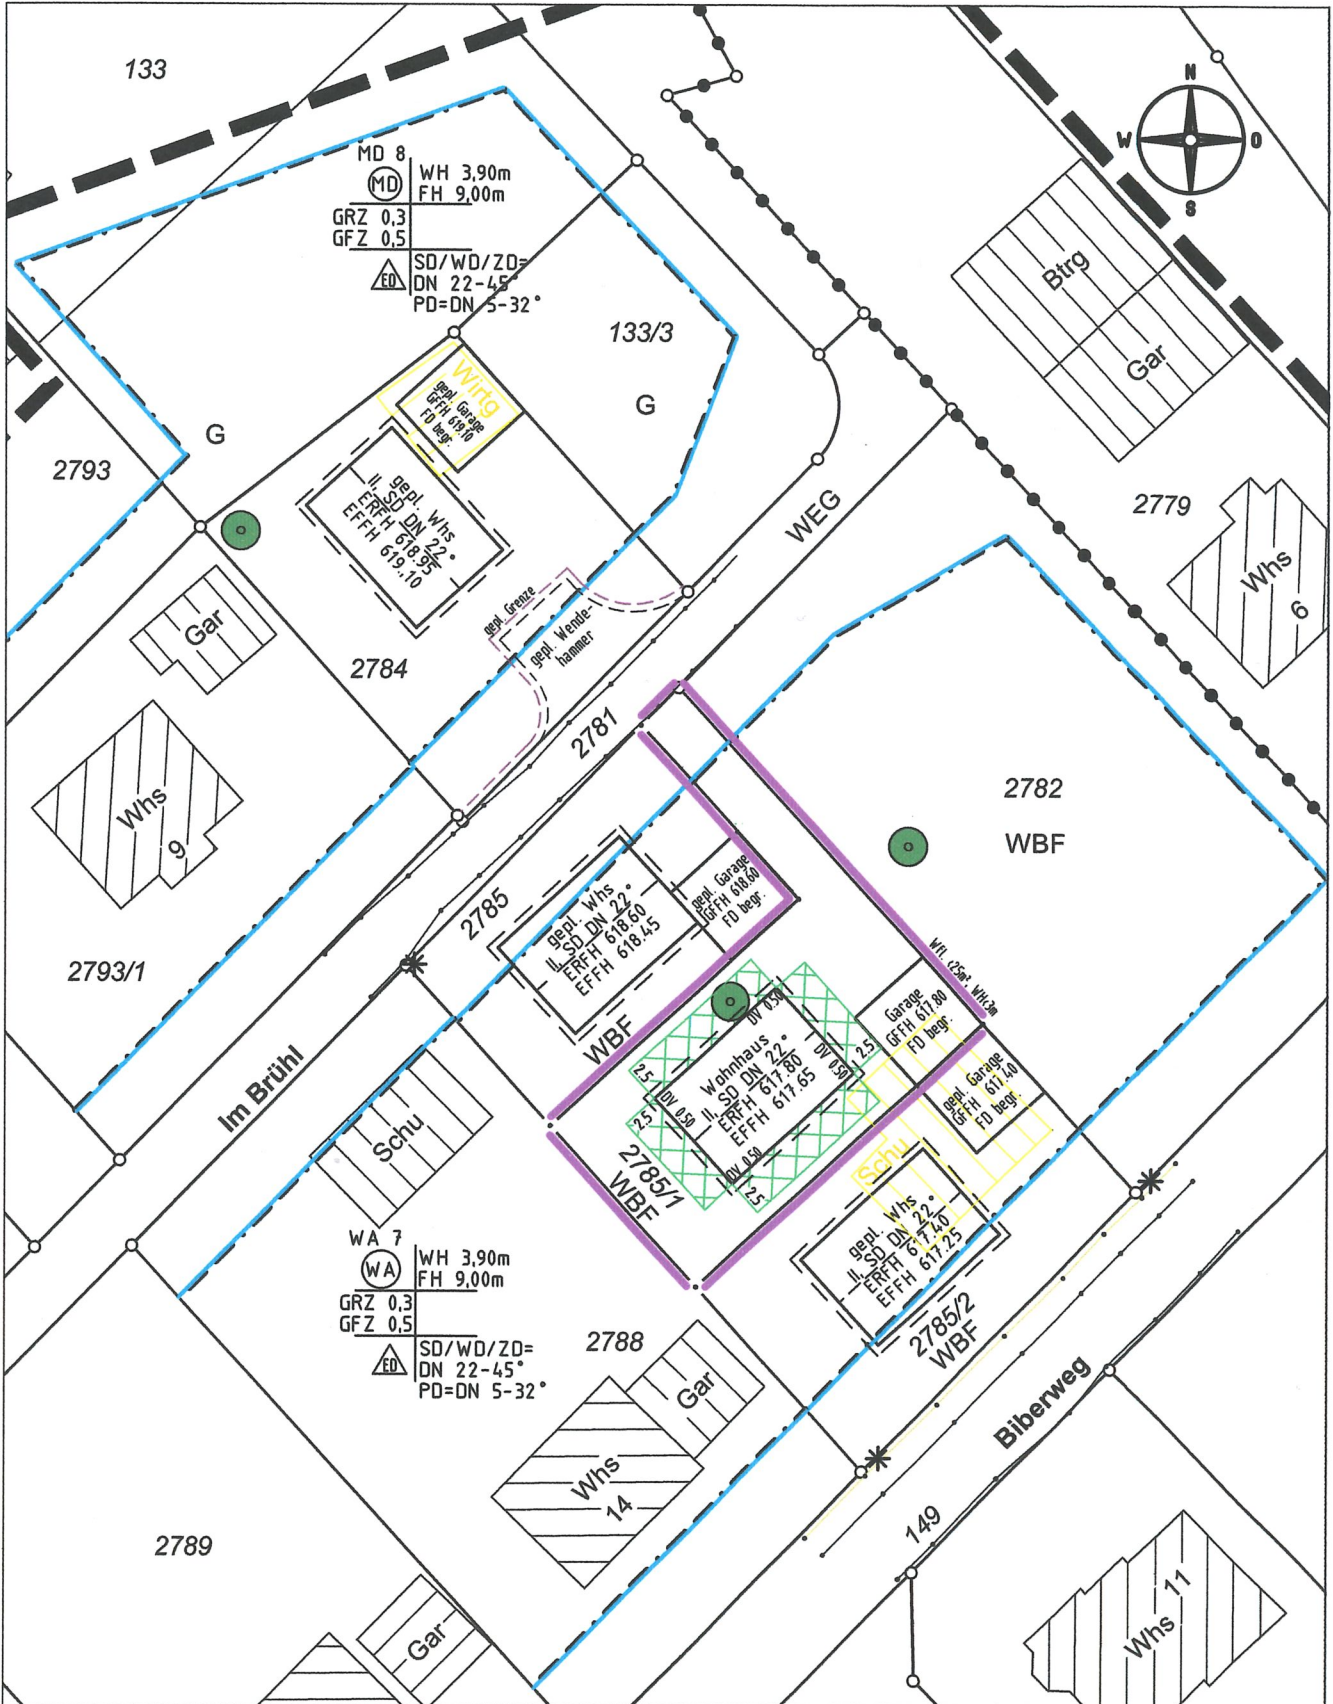 133
N
W
O
S
MD 8
MD
WH 3,90m
FH 9,00m
GRZ 0,3
GFZ 0,5
ED
SD/WD/ZD=
DN 22-45°
PD=DN 5-32°
133/3
G
Btrg
Gar
2793
G
Wirtg
gepl. Garage
GFFH 619.10
FD begr.
gepl. Whs
II, SD DN 22°
ERFH 618.95
EFFH 619.10
WEG
2779
Whs
6
Gar
2784
gepl. Grenze
gepl. Wende-
hammer
2781
2782
WBF
Whs
9
2785
gepl. Whs
II, SD DN 22°
ERFH 618.60
EFFH 618.45
gepl. Garage
GFFH 618.60
FD begr.
2793/1
WBF
Wfl. <25m², WH<3m
Garage
GFFH 617.80
FD begr.
DV 0.50
2.5
Wohnhaus
II, SD DN 22°
ERFH 617.80
EFFH 617.65
DV 0.50
2.5
DV 0.50
2.5
DV 0.50
2.5
gepl. Garage
GFFH 617.40
FD begr.
Im Brühl
Schu
2785/1
WBF
Schu
gepl. Whs
II, SD DN 22°
ERFH 617.40
EFFH 617.25
WA 7
WA
WH 3,90m
FH 9,00m
GRZ 0,3
GFZ 0,5
ED
SD/WD/ZD=
DN 22-45°
PD=DN 5-32°
2788
2785/2
WBF
Gar
Biberweg
Whs
14
149
2789
Gar
Whs 11